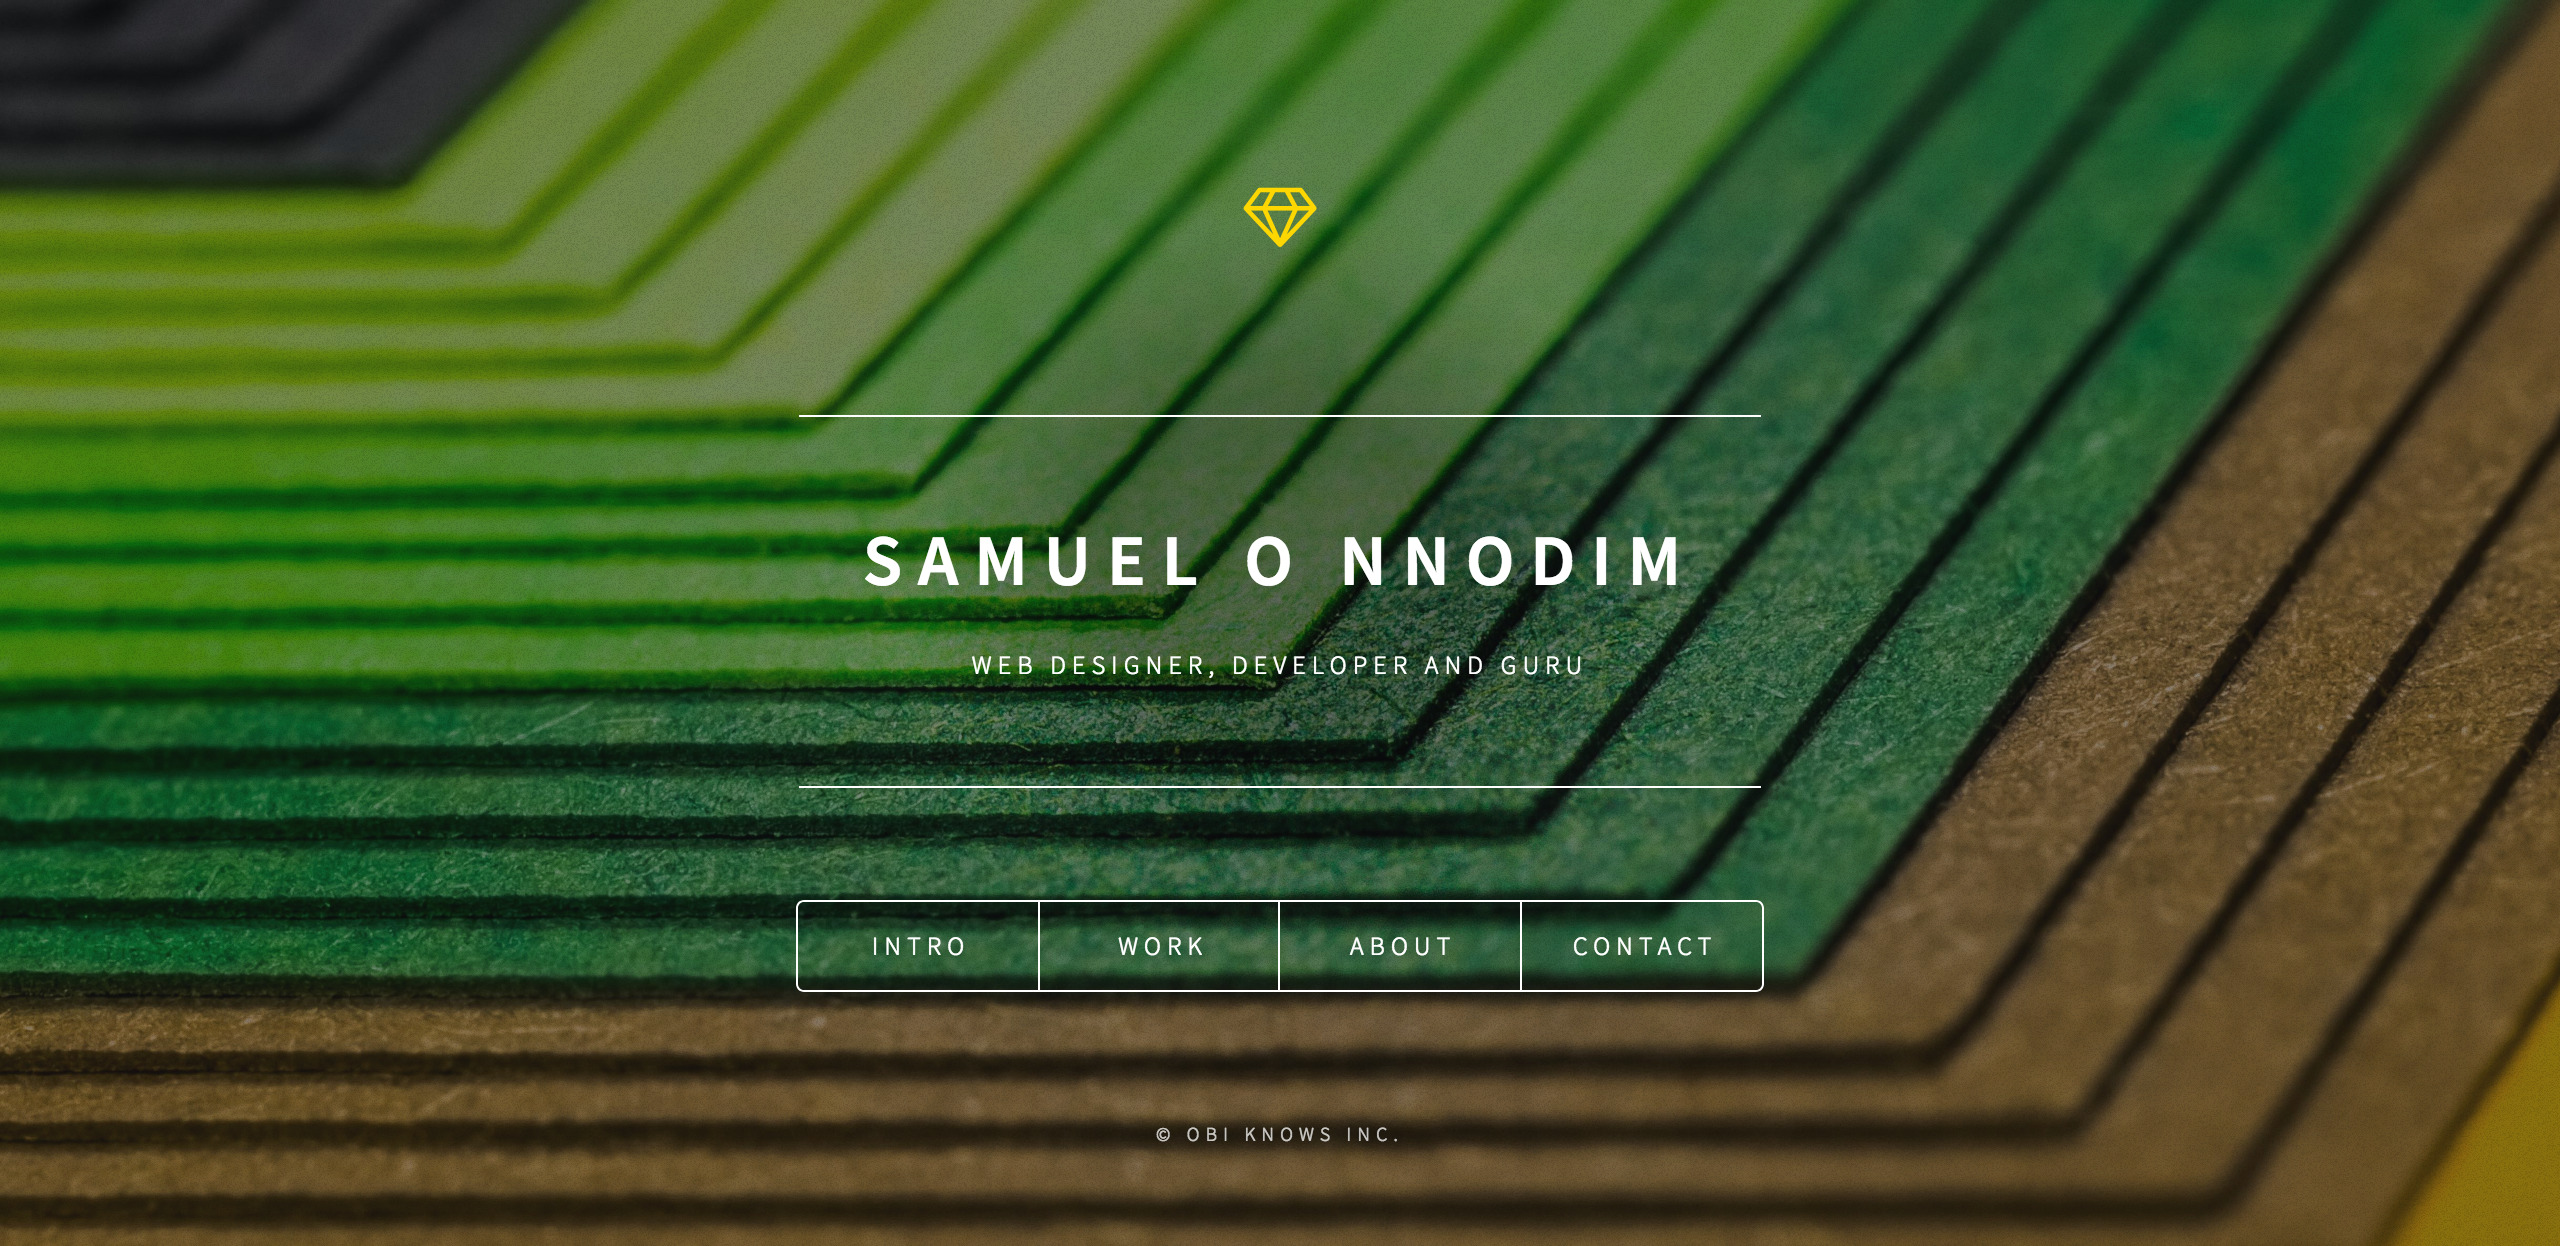 SAMUEL O NNODIM
WEB DESIGNER, DEVELOPER AND GURU
INTRO WORK ABOUT CONTACT
© OBI KNOWS INC.